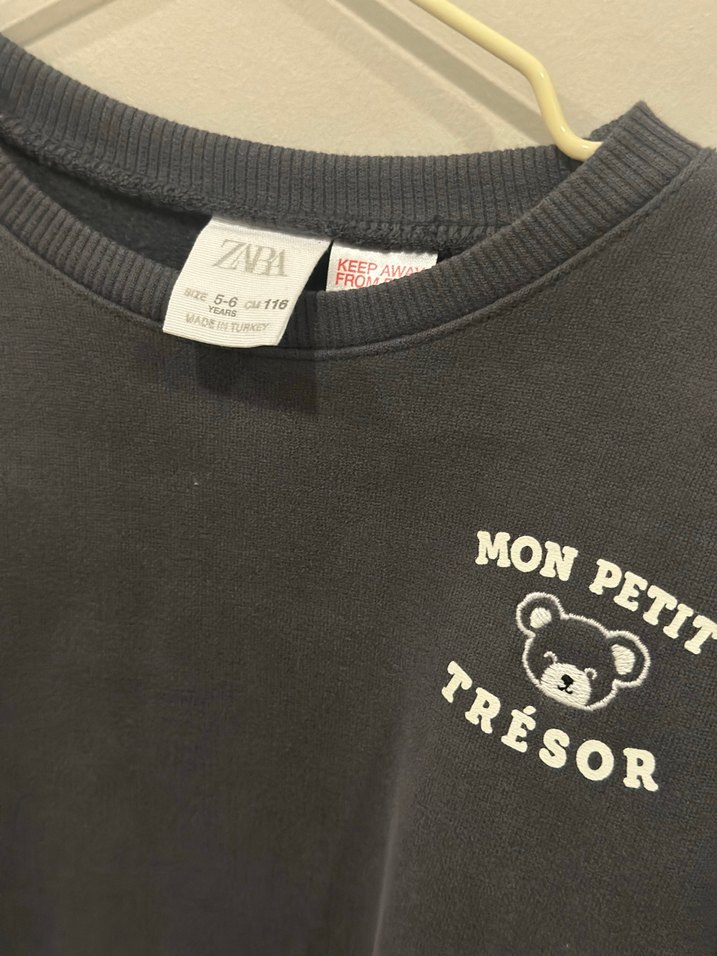 ZARA
SIZE 5-6 CM 116
YEARS
MADE IN TURKEY
KEEP AWAY
FROM
MON PETIT
TRÉSOR